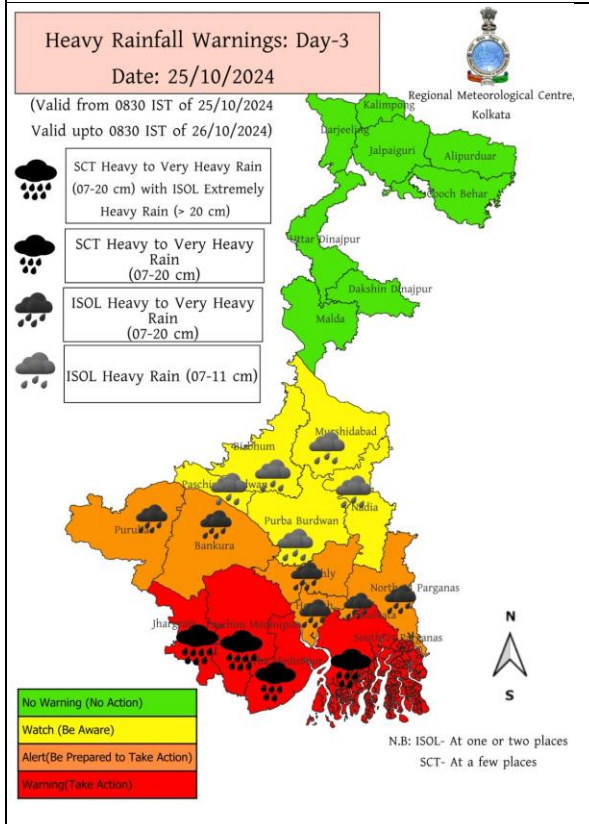 Heavy Rainfall Warnings: Day-3
Date: 25/10/2024
(Valid from 0830 IST of 25/10/2024
Valid upto 0830 IST of 26/10/2024)
Regional Meteorological Centre,
Kolkata
SCT Heavy to Very Heavy Rain
(07-20 cm) with ISOL Extremely
Heavy Rain (> 20 cm)
SCT Heavy to Very Heavy
Rain
(07-20 cm)
ISOL Heavy to Very Heavy
Rain
(07-20 cm)
ISOL Heavy Rain (07-11 cm)
Kalimpong
Darjeeling
Jalpaiguri
Alipurduar
Cooch Behar
Uttar Dinajpur
Dakshin Dinajpur
Malda
Murshidabad
Birbhum
Nadia
Purba Burdwan
Bankura
N
S
No Warning (No Action)
Watch (Be Aware)
Alert(Be Prepared to Take Action)
Warning(Take Action)
N.B: ISOL- At one or two places
SCT- At a few places